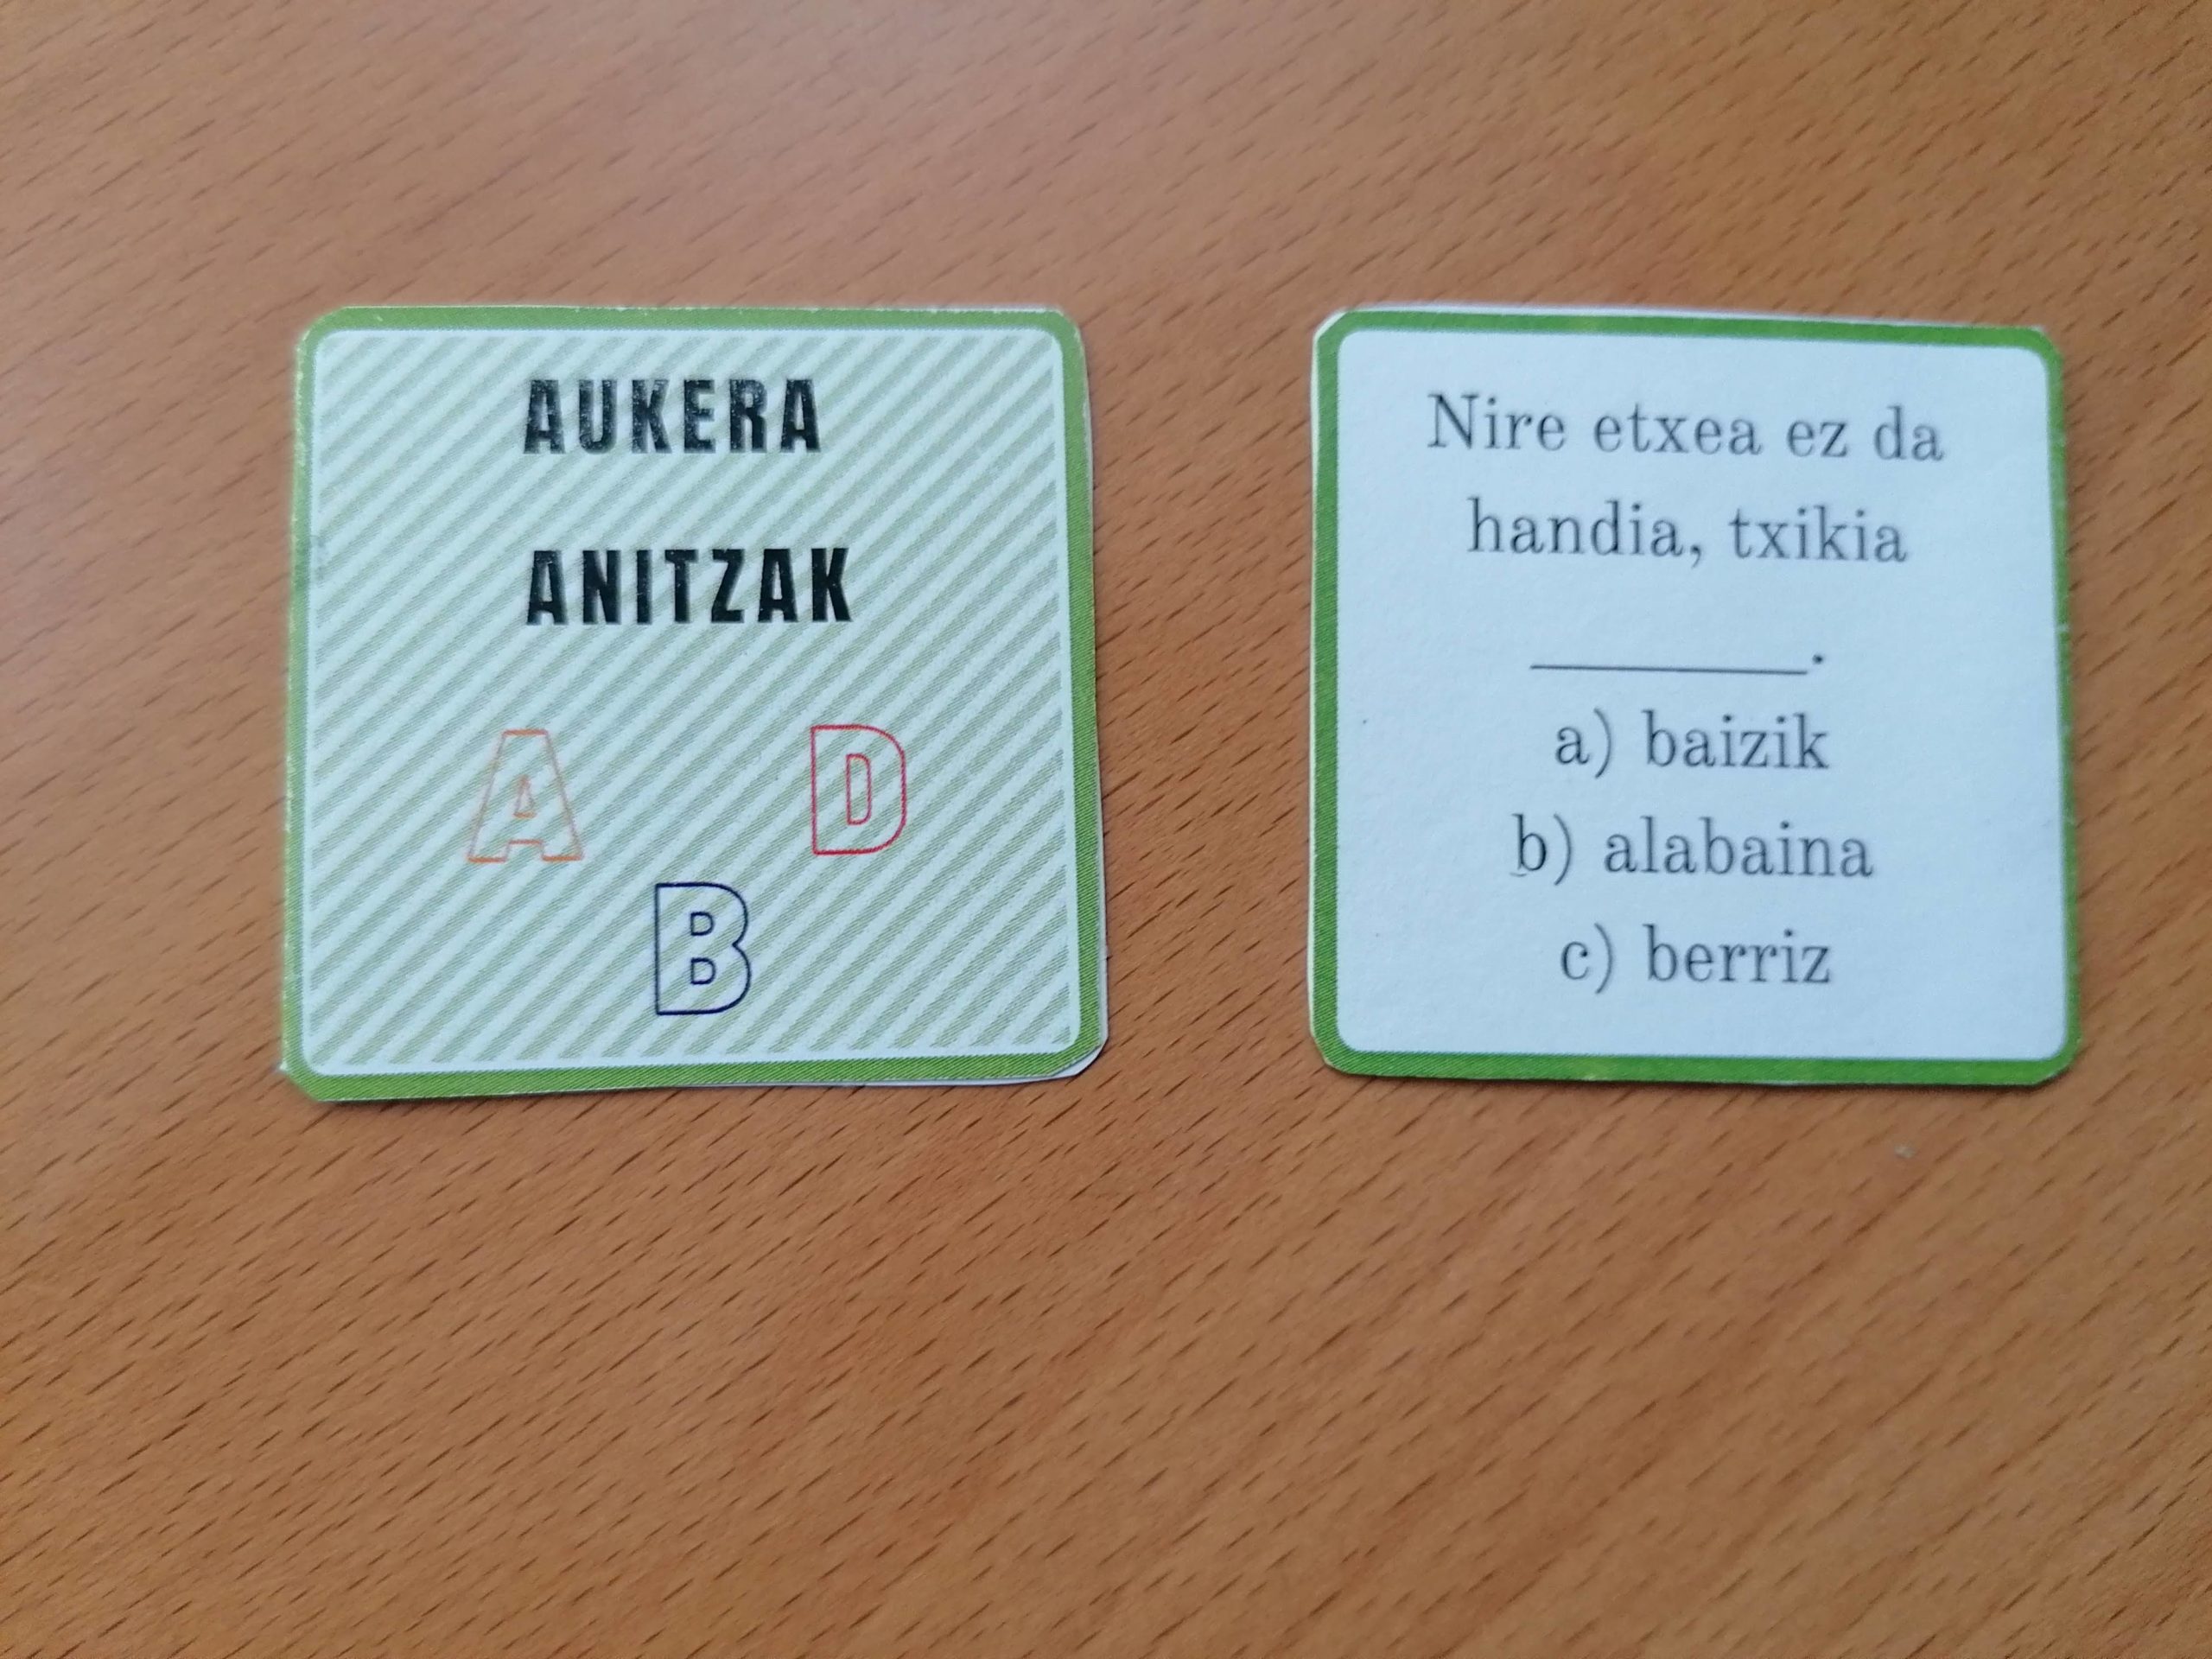 AUKERA
ANITZAK
A D
B
Nire etxea ez da
handia, txikia
________.
a) baizik
b) alabaina
c) berriz